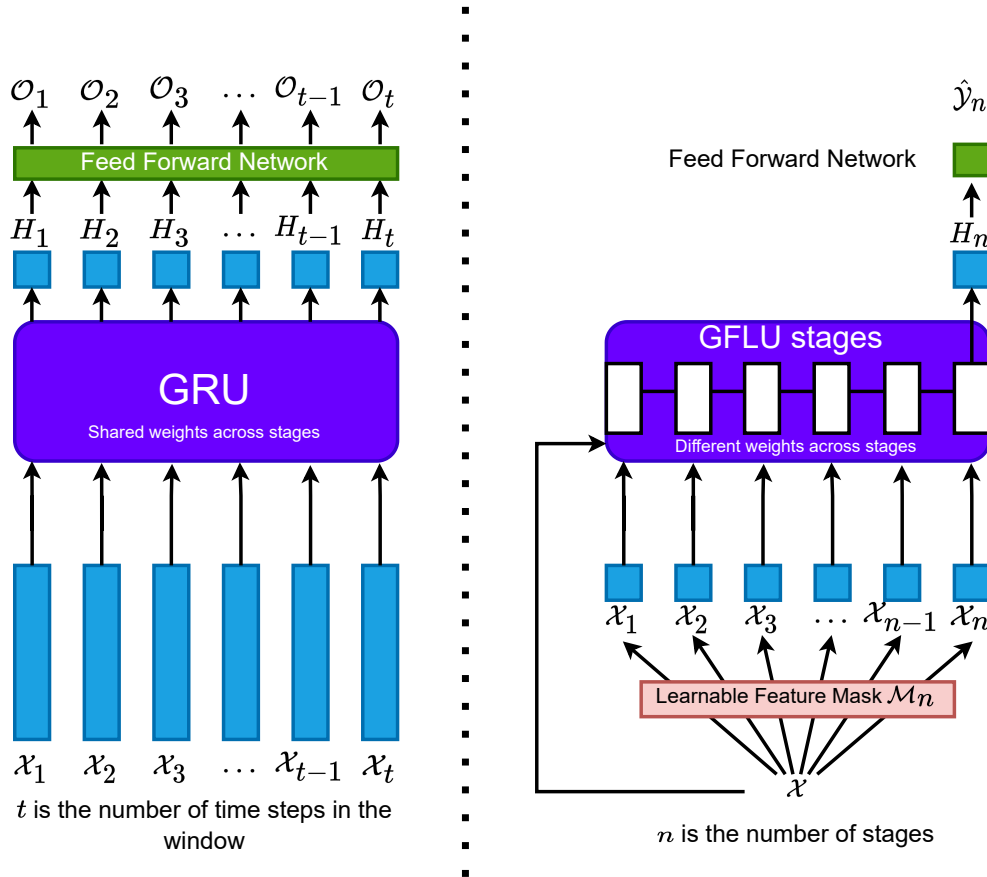 𝒪₁ 𝒪₂ 𝒪₃ … 𝒪ₜ₋₁ 𝒪ₜ
Feed Forward Network
H₁ H₂ H₃ … Hₜ₋₁ Hₜ
GRU
Shared weights across stages
𝒳₁ 𝒳₂ 𝒳₃ … 𝒳ₜ₋₁ 𝒳ₜ
t is the number of time steps in the
window
𝒴̂ₙ
Feed Forward Network
Hₙ
GFLU stages
Different weights across stages
𝒳₁ 𝒳₂ 𝒳₃ … 𝒳ₙ₋₁ 𝒳ₙ
Learnable Feature Mask ℳₙ
𝒳
n is the number of stages